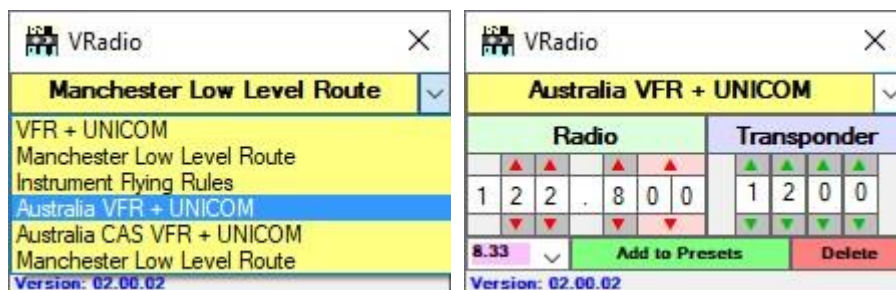 VRadio
Manchester Low Level Route
VFR + UNICOM
Manchester Low Level Route
Instrument Flying Rules
Australia VFR + UNICOM
Australia CAS VFR + UNICOM
Manchester Low Level Route
Version: 02.00.02
VRadio
Australia VFR + UNICOM
Radio Transponder
1 2 2 . 8 0 0 1 2 0 0
8.33 Add to Presets Delete
Version: 02.00.02